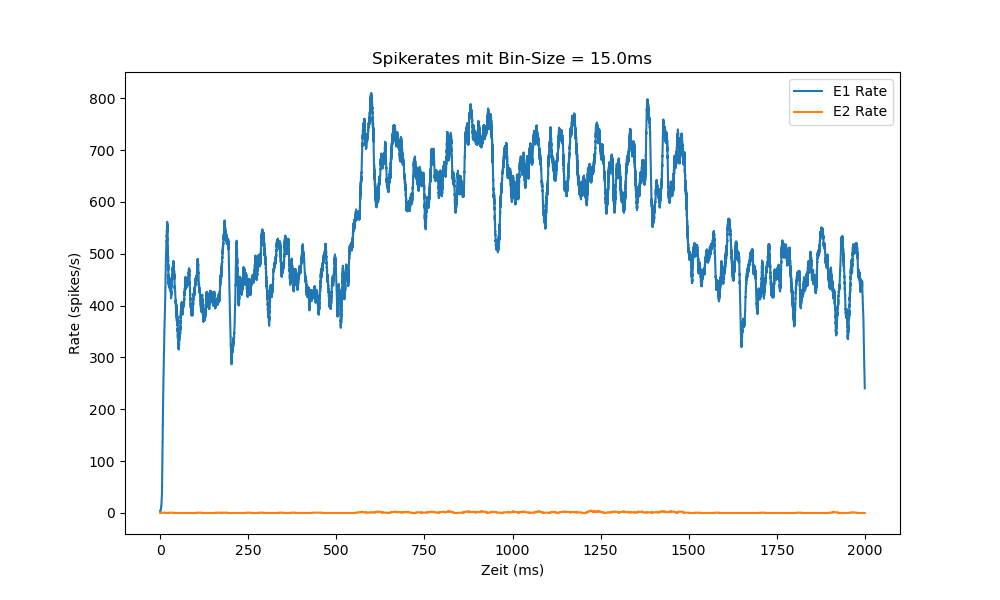 Spikerates mit Bin-Size = 15.0ms
E1 Rate
E2 Rate
Rate (spikes/s)
800
700
600
500
400
300
200
100
0
0 250 500 750 1000 1250 1500 1750 2000
Zeit (ms)